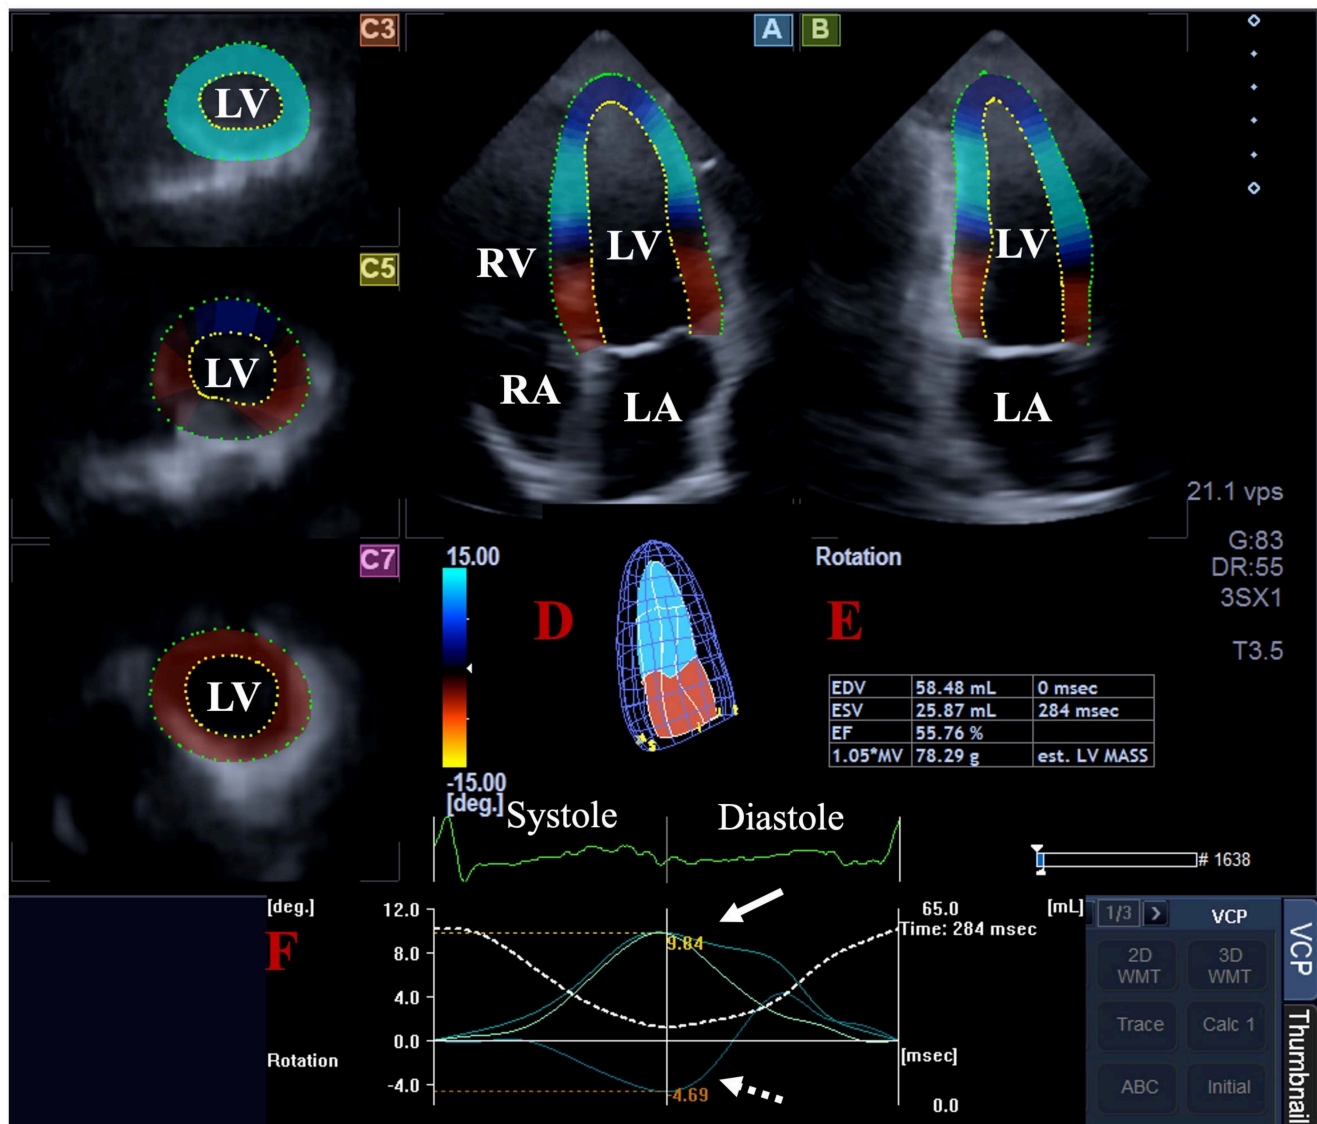 C3
A
B
LV
C5
LV
LV
RV
LV
RA
LA
LA
LV
21.1 vps
G:83
DR:55
3SX1
T3.5
C7
LV
15.00
-15.00
[deg.]
D
Rotation
E
EDV 58.48 mL 0 msec
ESV 25.87 mL 284 msec
EF 55.76 %
1.05*MV 78.29 g est. LV MASS
Systole
Diastole
# 1638
[deg.]
F
12.0
8.0
4.0
0.0
-4.0
Rotation
9.84
-4.69
65.0
[mL]
Time: 284 msec
[msec]
0.0
1/3 > VCP
2D WMT
3D WMT
Trace
Calc 1
ABC
Initial
VCP
Thumbnail